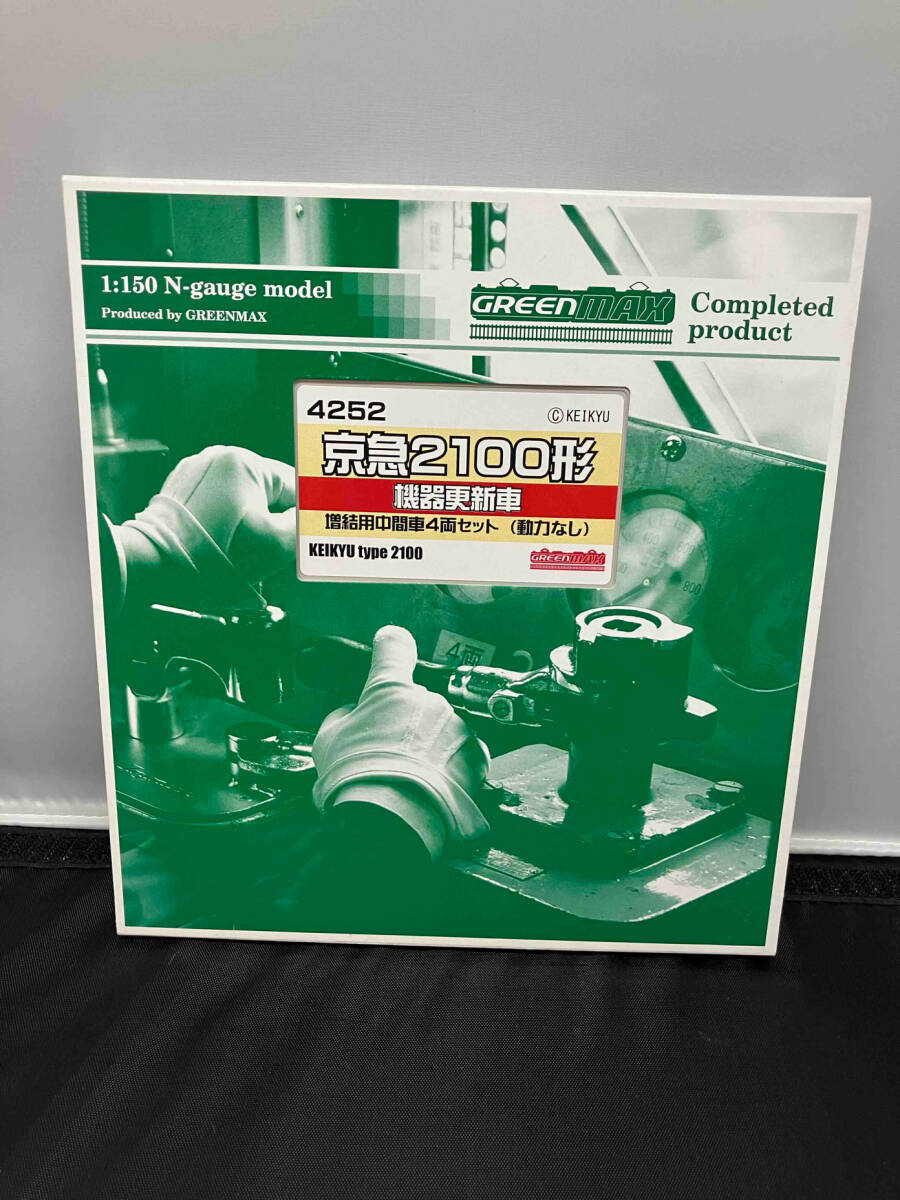 1:150 N-gauge model
Produced by GREENMAX
GREENMAX
Completed
product
4252
©KEIKYU
京急2100形
機器更新車
増結用中間車4両セット（動力なし）
KEIKYU type 2100
GREENMAX
4両
800